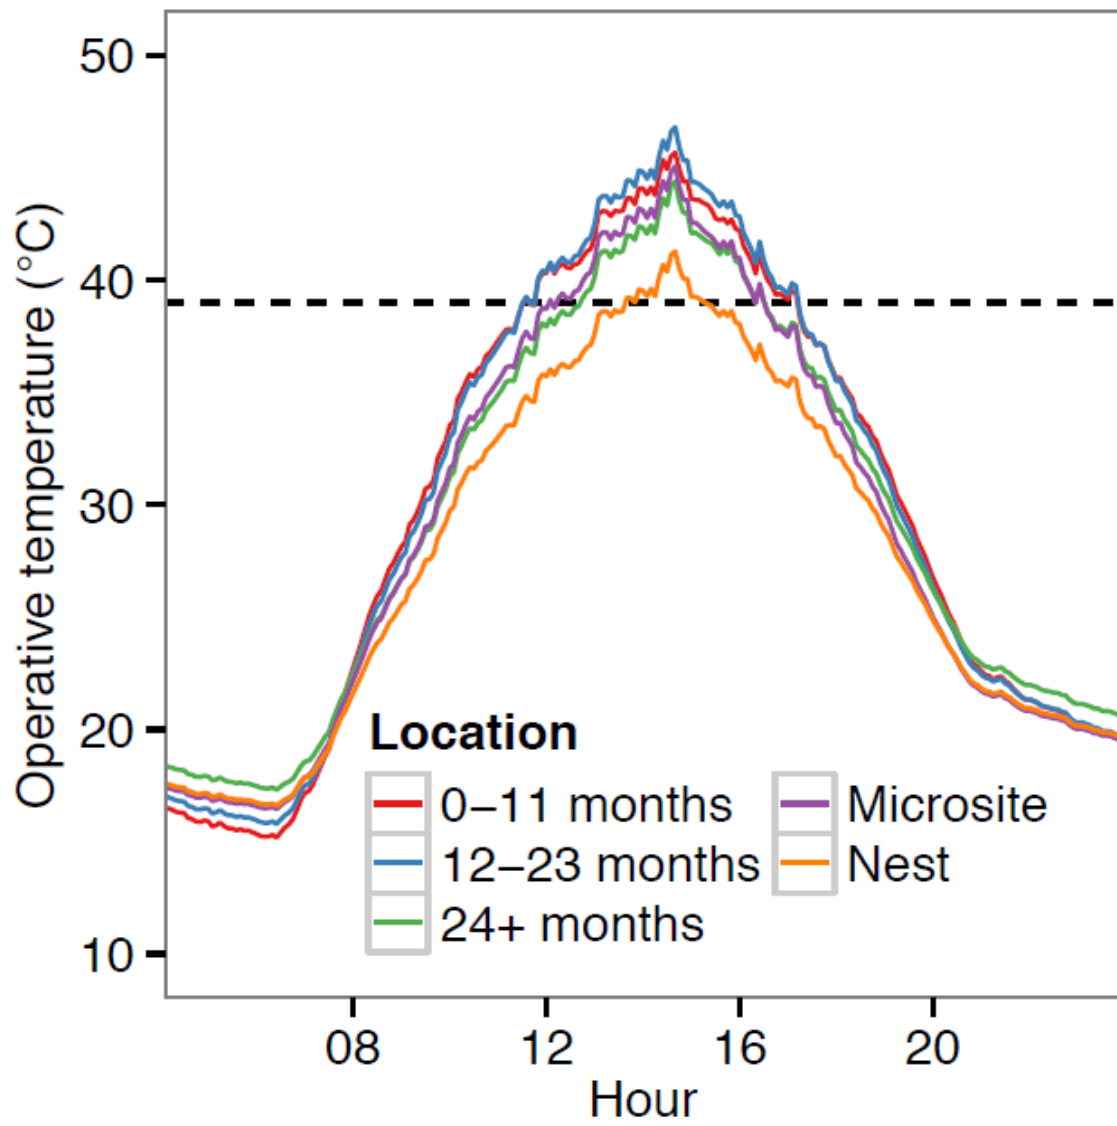 50
40
30
20
10
Operative temperature (°C)
Location
0−11 months
12−23 months
24+ months
Microsite
Nest
08 12 16 20
Hour